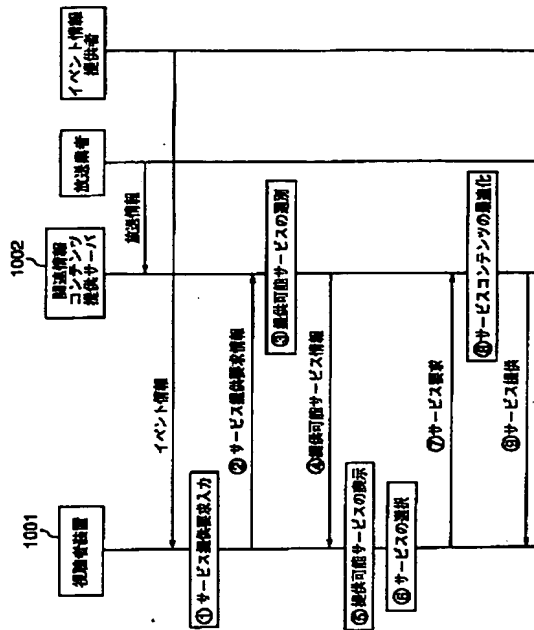 1001
視聴者装置
1002
関連情報
コンテンツ
提供サーバ
放送業者
イベント情報
提供者
イベント情報
放送情報
①サービス提供要求入力
②サービス提供要求情報
③提供可能サービスの選別
④提供可能サービス情報
⑤提供可能サービスの表示
⑥サービスの選択
⑦サービス要求
⑧サービスコンテンツの最適化
⑨サービス提供